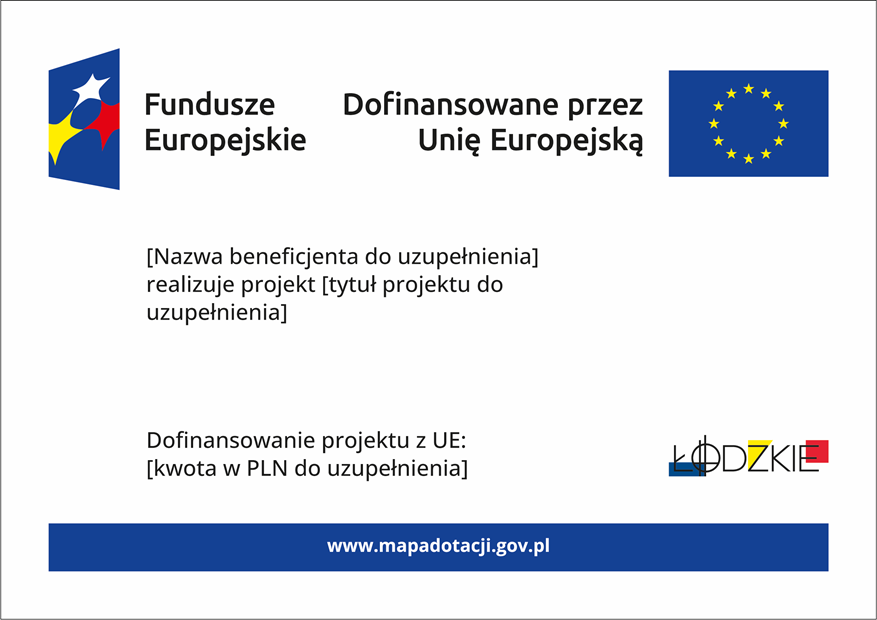 Fundusze
Europejskie
Dofinansowane przez
Unię Europejską
[Nazwa beneficjenta do uzupełnienia]
realizuje projekt [tytuł projektu do
uzupełnienia]
Dofinansowanie projektu z UE:
[kwota w PLN do uzupełnienia]
ŁÓDZKIE
www.mapadotacji.gov.pl